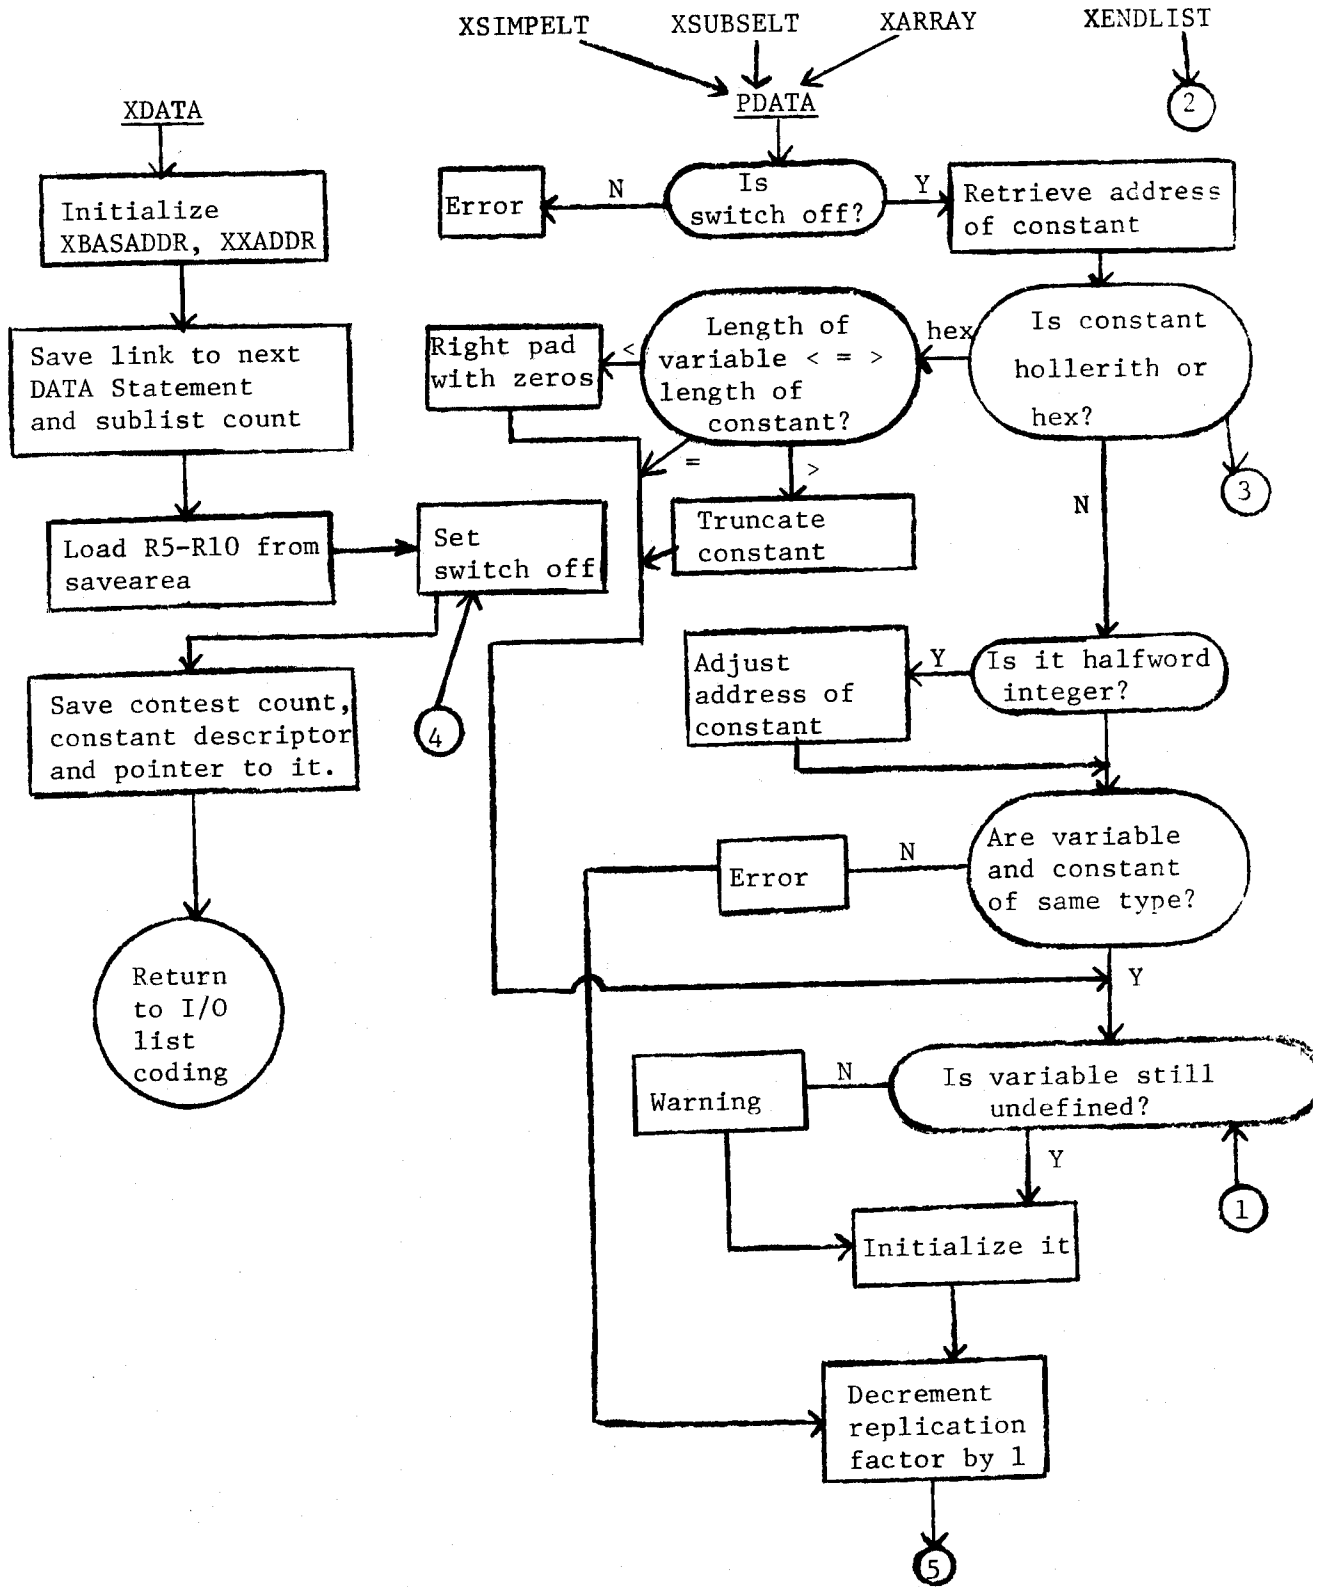 XSIMPELT XSUBSELT XARRAY XENDLIST
2
XDATA
PDATA
Initialize
XBASADDR, XXADDR
Save link to next
DATA Statement
and sublist count
Load R5-R10 from
savearea
Set
switch off
4
Save contest count,
constant descriptor
and pointer to it.
Return
to I/O
list
coding
Is
switch off?
N
Error
Y
Retrieve address
of constant
Is constant
hollerith or
hex?
hex
3
N
Length of
variable < = >
length of
constant?
<
Right pad
with zeros
=
>
Truncate
constant
Is it halfword
integer?
Y
Adjust
address of
constant
Are variable
and constant
of same type?
N
Error
Y
Is variable still
undefined?
N
Warning
Y
1
Initialize it
Decrement
replication
factor by 1
5